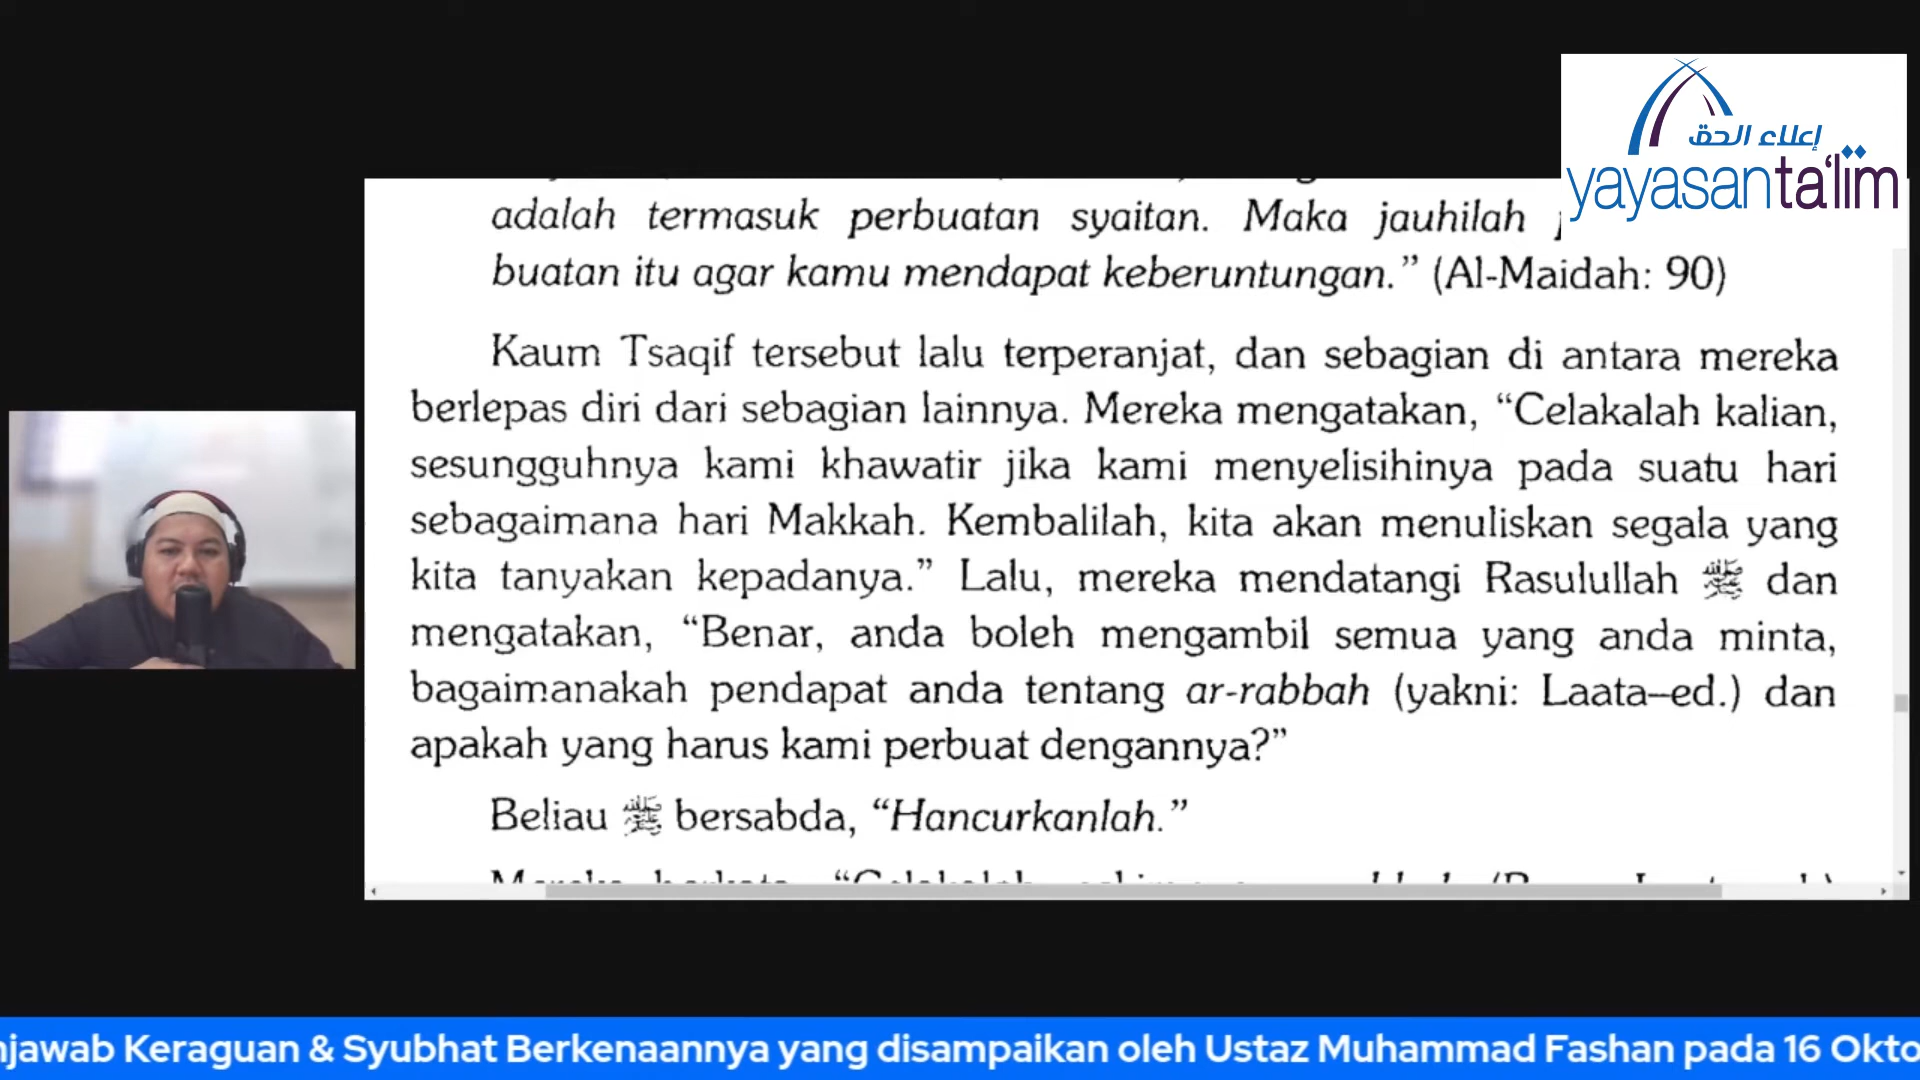 إعلاء الحق
yayasanta'lim
adalah termasuk perbuatan syaitan. Maka jauhilah
buatan itu agar kamu mendapat keberuntungan.” (Al-Maidah: 90)
Kaum Tsaqif tersebut lalu terperanjat, dan sebagian di antara mereka
berlepas diri dari sebagian lainnya. Mereka mengatakan, “Celakalah kalian,
sesungguhnya kami khawatir jika kami menyelisihinya pada suatu hari
sebagaimana hari Makkah. Kembalilah, kita akan menuliskan segala yang
kita tanyakan kepadanya.” Lalu, mereka mendatangi Rasulullah ﷺ dan
mengatakan, “Benar, anda boleh mengambil semua yang anda minta,
bagaimanakah pendapat anda tentang ar-rabbah (yakni: Laata–ed.) dan
apakah yang harus kami perbuat dengannya?”
Beliau ﷺ bersabda, “Hancurkanlah.”
njawab Keraguan & Syubhat Berkenaannya yang disampaikan oleh Ustaz Muhammad Fashan pada 16 Okto